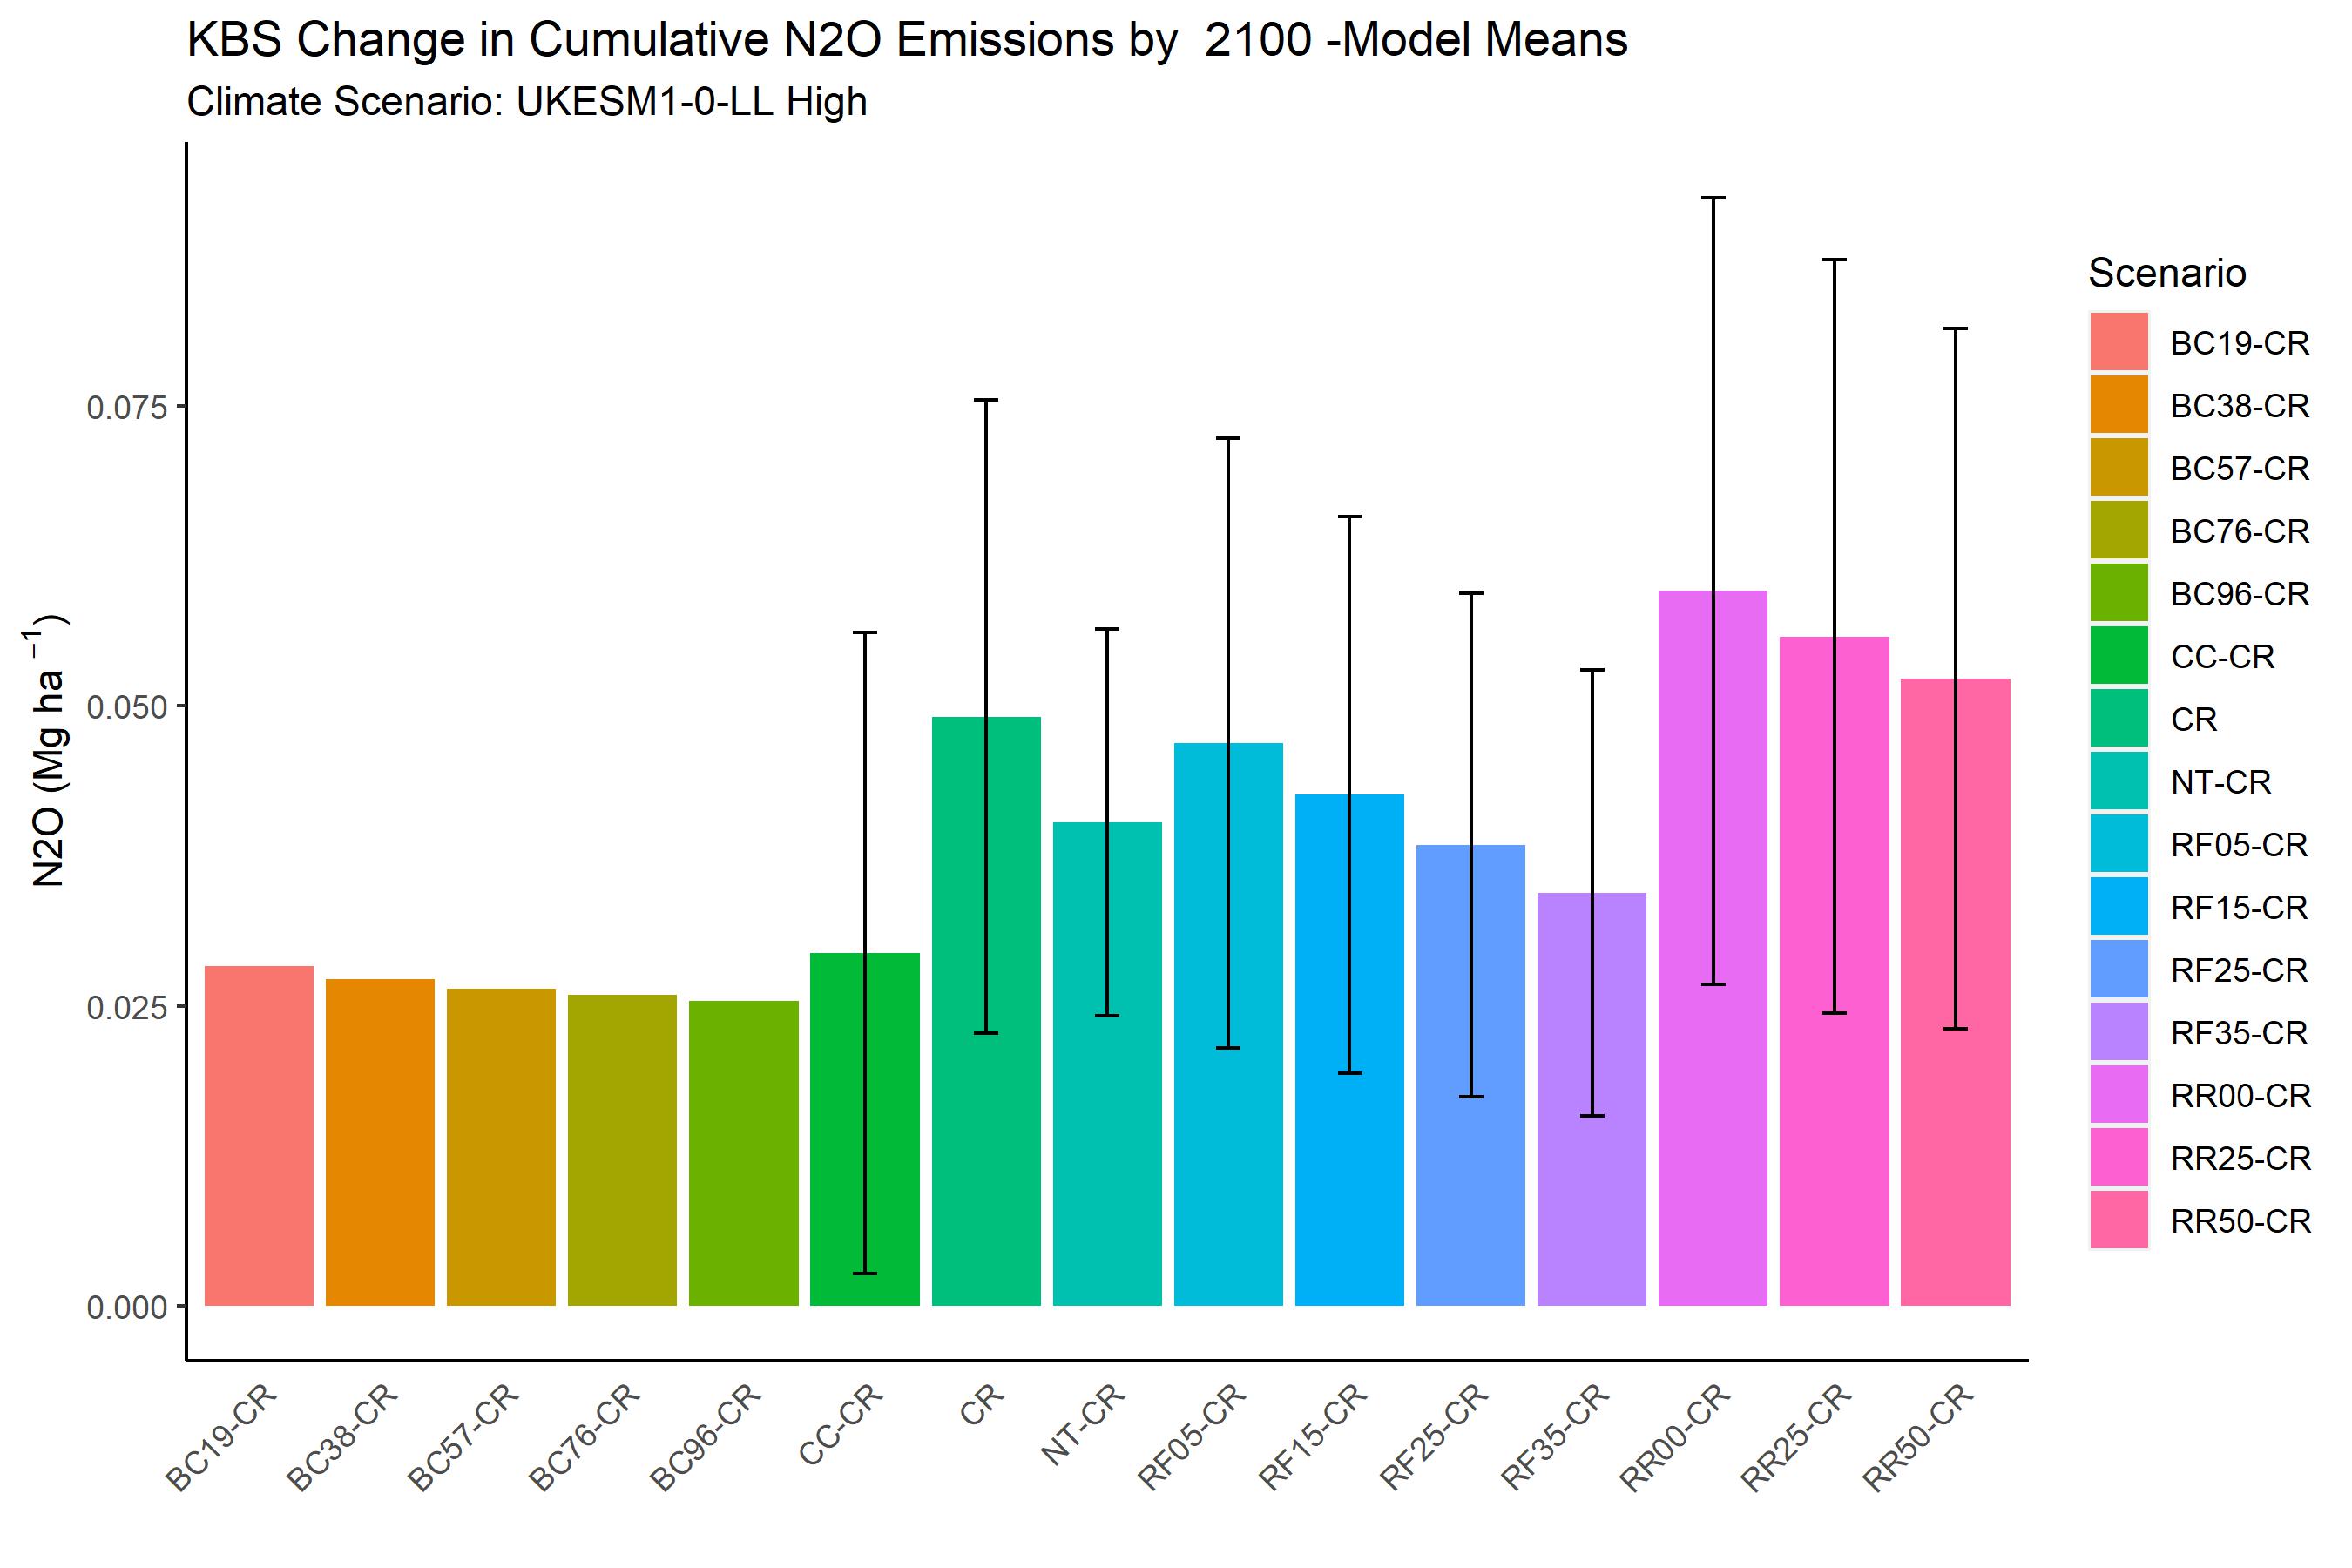 KBS Change in Cumulative N2O Emissions by  2100 -Model Means
Climate Scenario: UKESM1-0-LL High
N2O (Mg ha −1)
0.075
0.050
0.025
0.000
BC19-CR
BC38-CR
BC57-CR
BC76-CR
BC96-CR
CC-CR
CR
NT-CR
RF05-CR
RF15-CR
RF25-CR
RF35-CR
RR00-CR
RR25-CR
RR50-CR
Scenario
BC19-CR
BC38-CR
BC57-CR
BC76-CR
BC96-CR
CC-CR
CR
NT-CR
RF05-CR
RF15-CR
RF25-CR
RF35-CR
RR00-CR
RR25-CR
RR50-CR